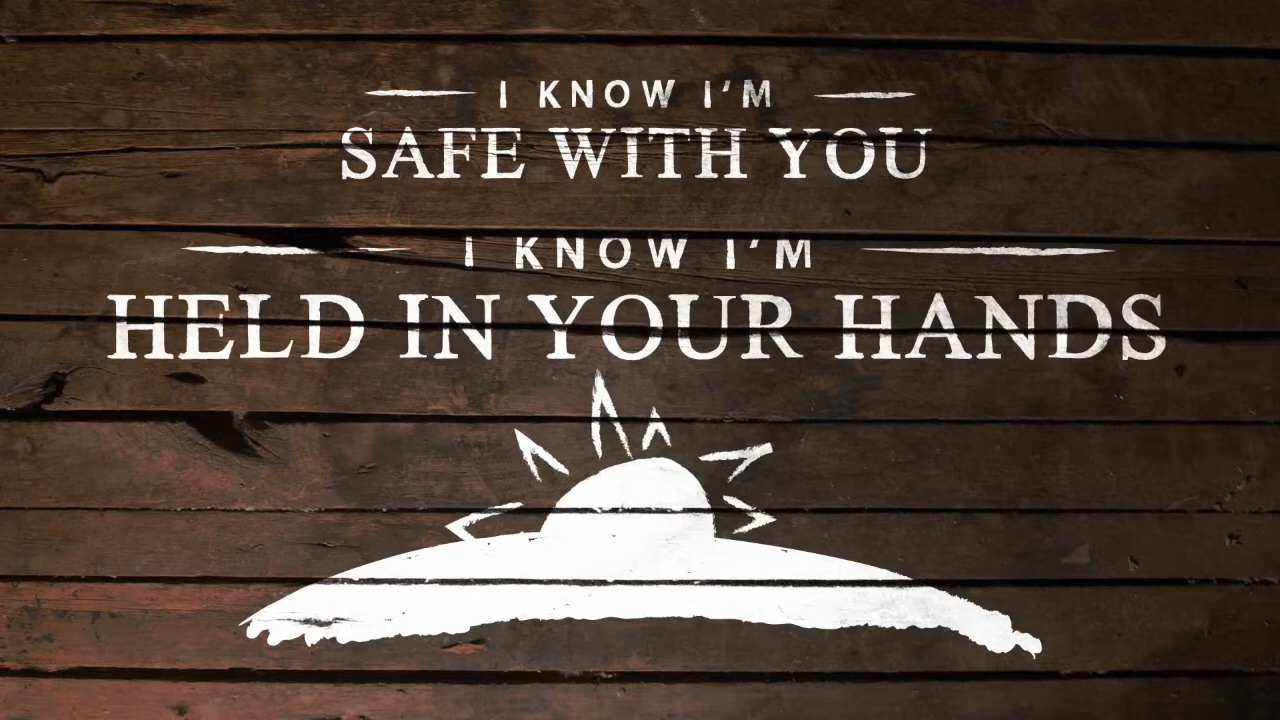 I KNOW I'M
SAFE WITH YOU
I KNOW I'M
HELD IN YOUR HANDS